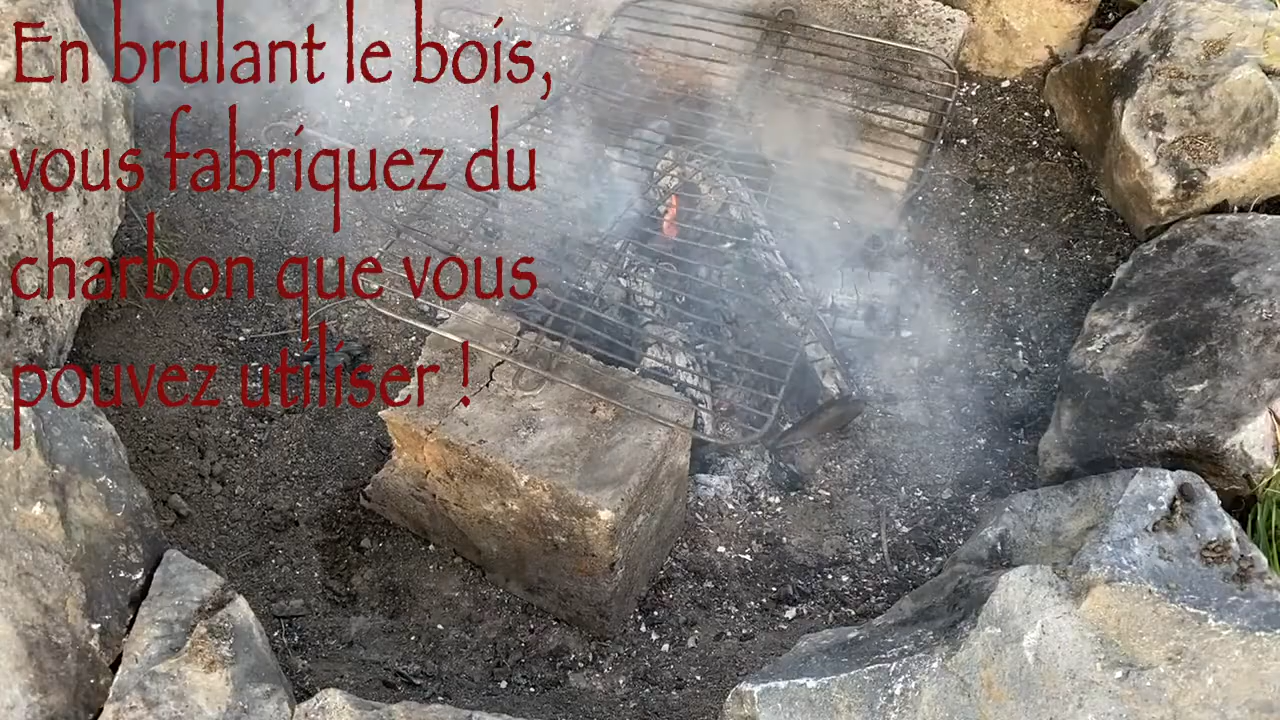 En brulant le bois,
vous fabriquez du
charbon que vous
pouvez utiliser !